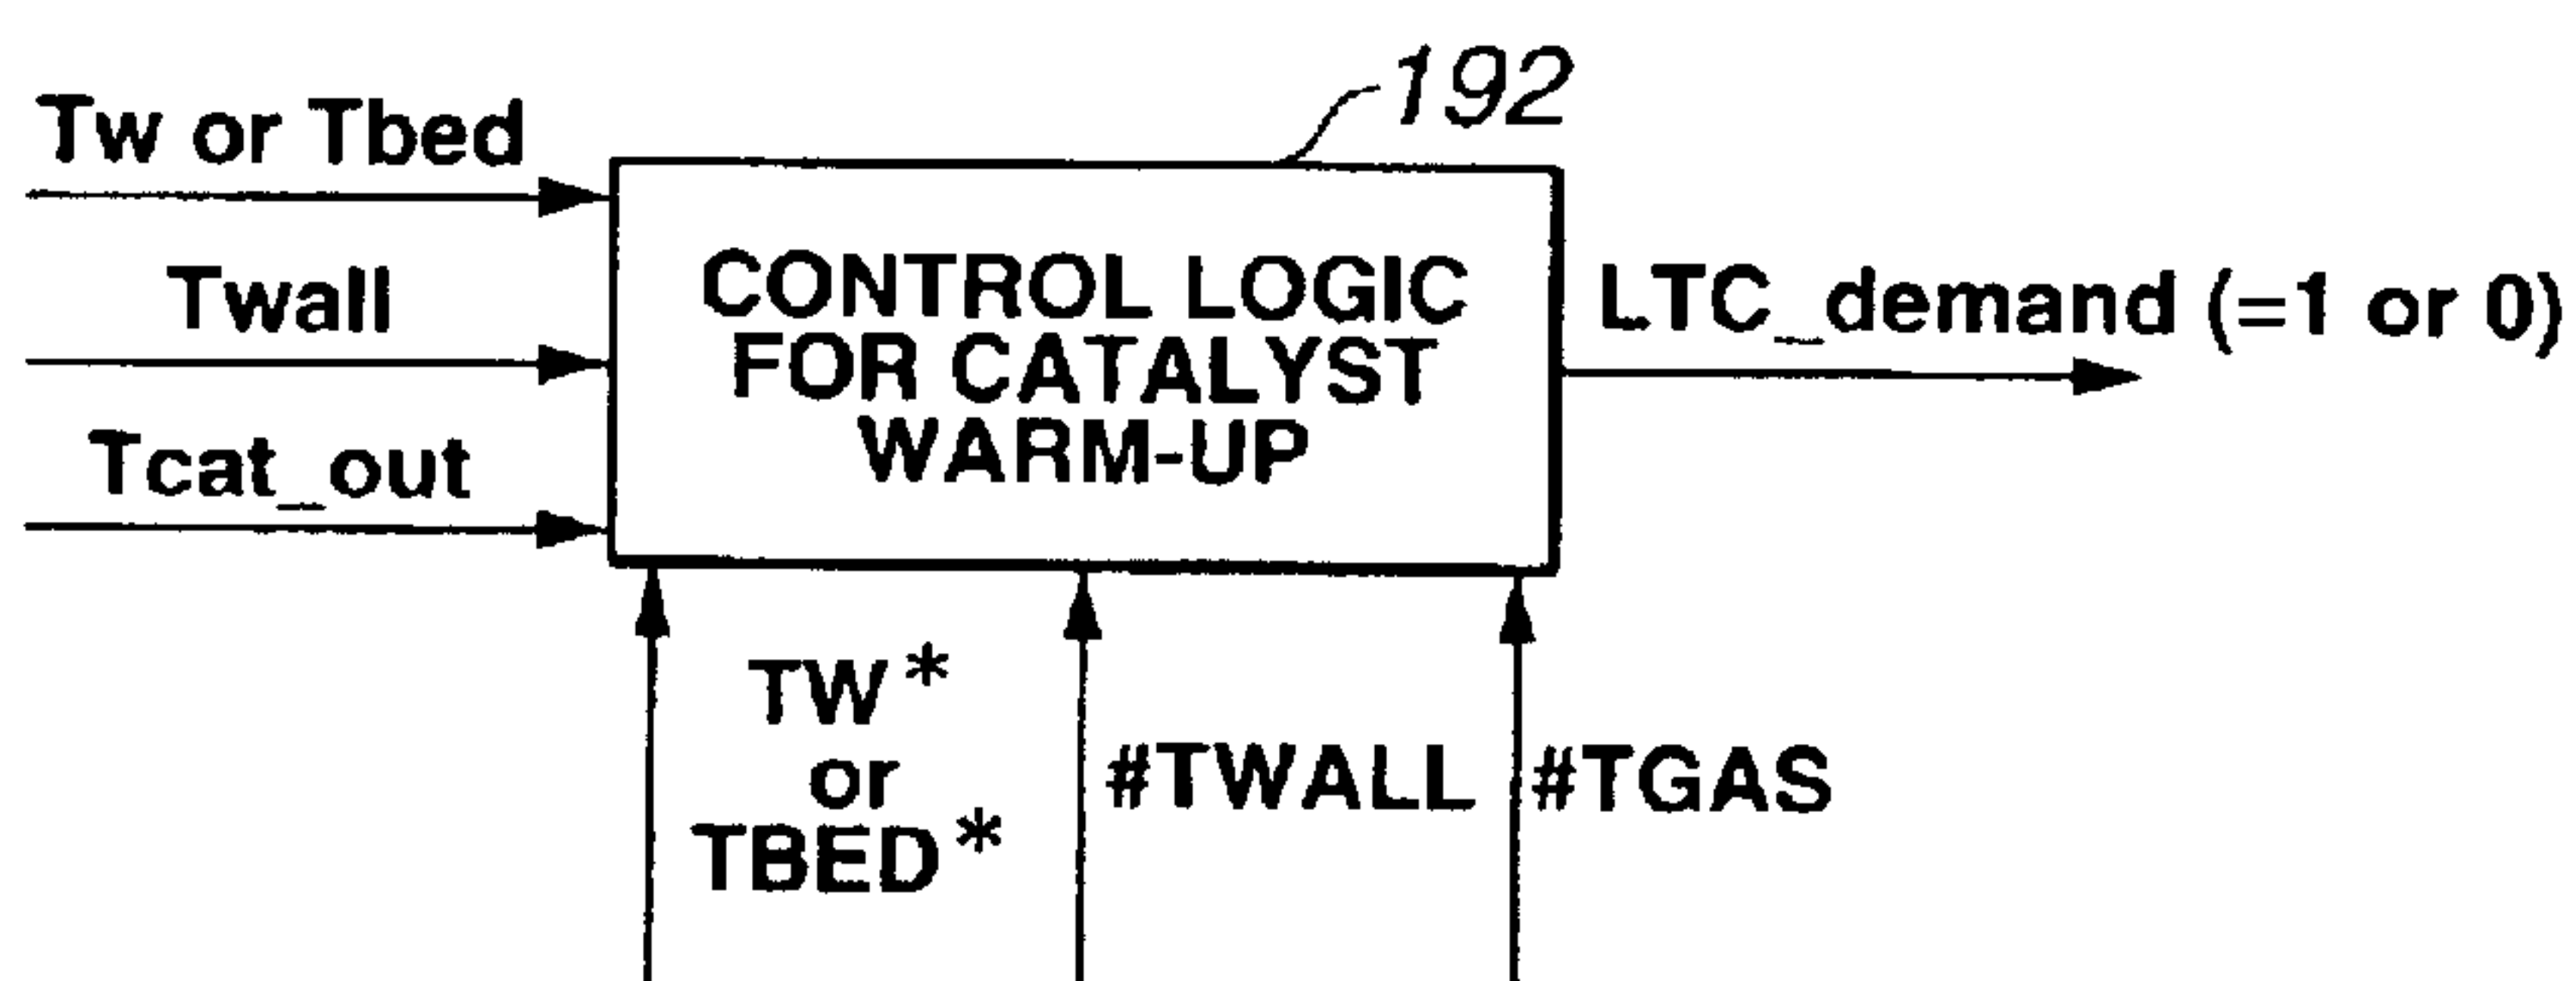 192
Tw or Tbed
Twall
Tcat_out
CONTROL LOGIC
FOR CATALYST
WARM-UP
LTC_demand (=1 or 0)
TW*
or
TBED*
#TWALL
#TGAS